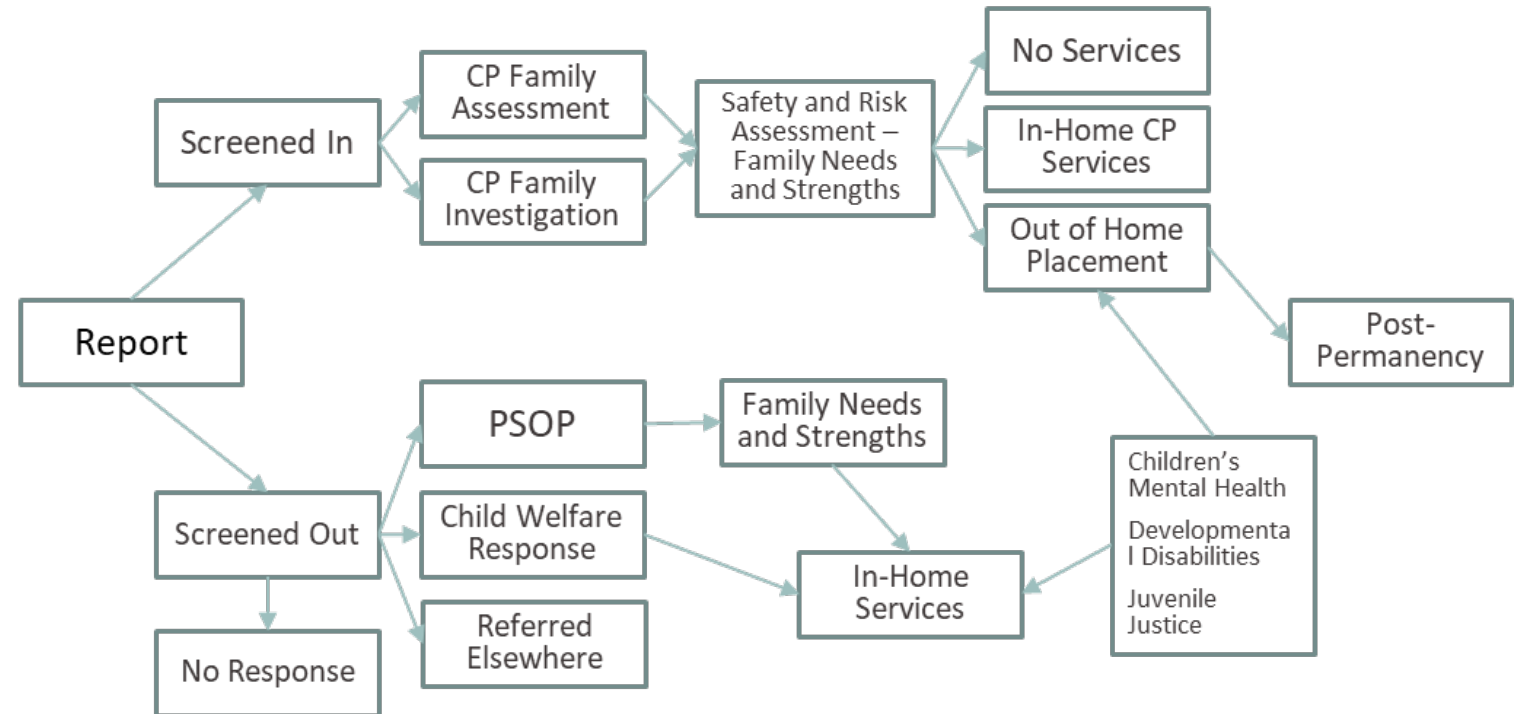 No Services
CP Family
Assessment
Safety and Risk
Assessment –
Family Needs
and Strengths
Screened In
In-Home CP
Services
CP Family
Investigation
Out of Home
Placement
Report
Post-
Permanency
PSOP
Family Needs
and Strengths
Children's
Mental Health
Developmenta
l Disabilities
Juvenile
Justice
Screened Out
Child Welfare
Response
In-Home
Services
Referred
Elsewhere
No Response